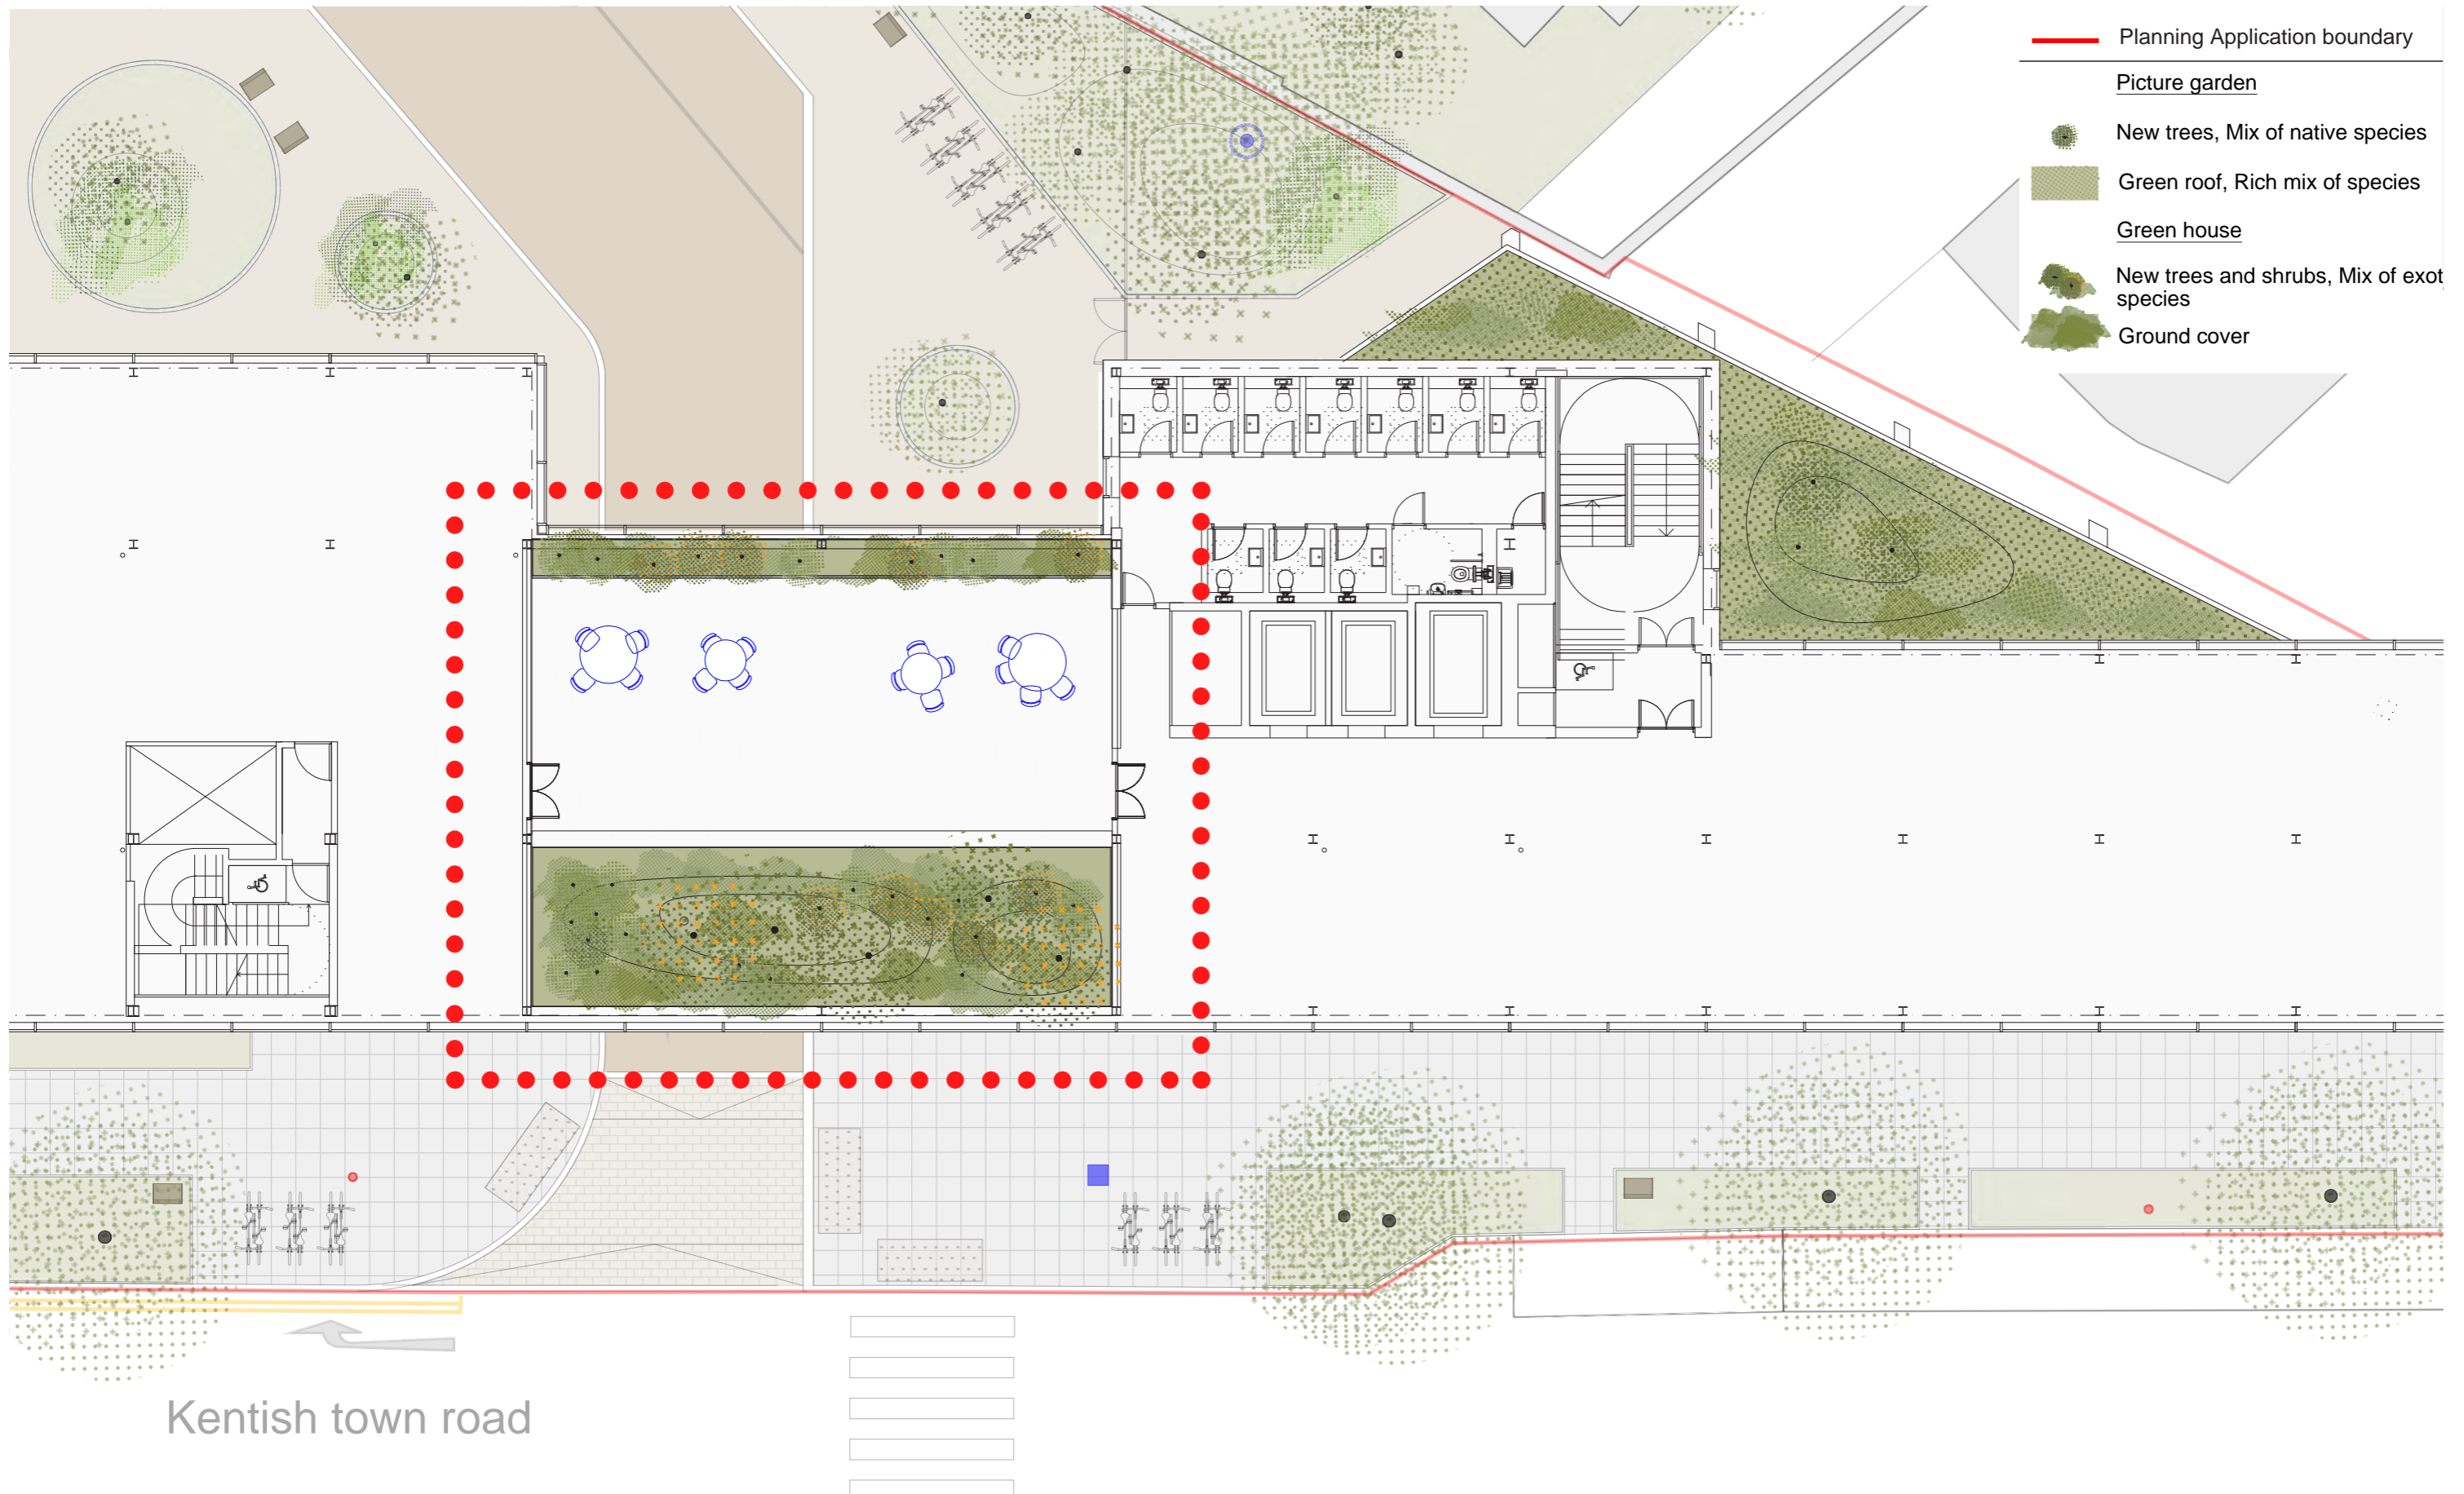 Planning Application boundary
Picture garden
New trees, Mix of native species
Green roof, Rich mix of species
Green house
New trees and shrubs, Mix of exot
species
Ground cover
Kentish town road